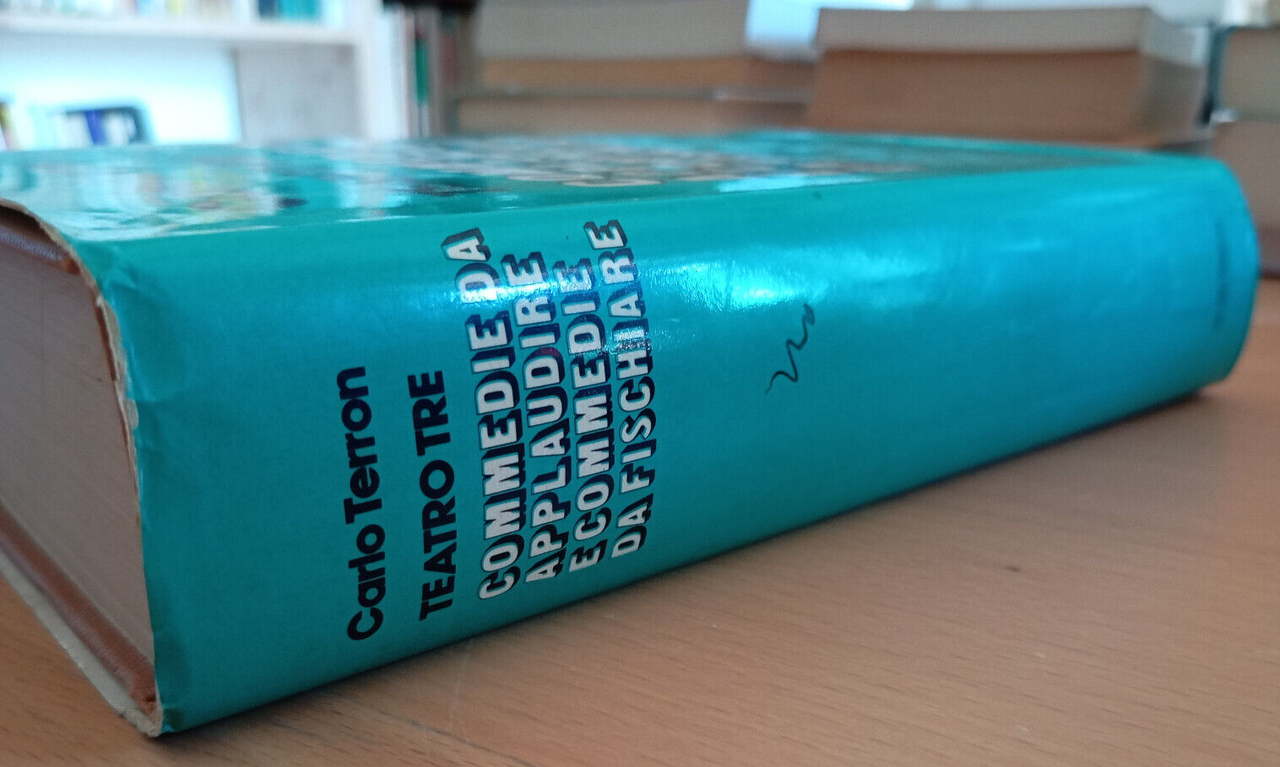 Carlo Terron
TEATRO TRE
COMMEDIE DA
APPLAUDIRE
E COMMEDIE
DA FISCHIARE